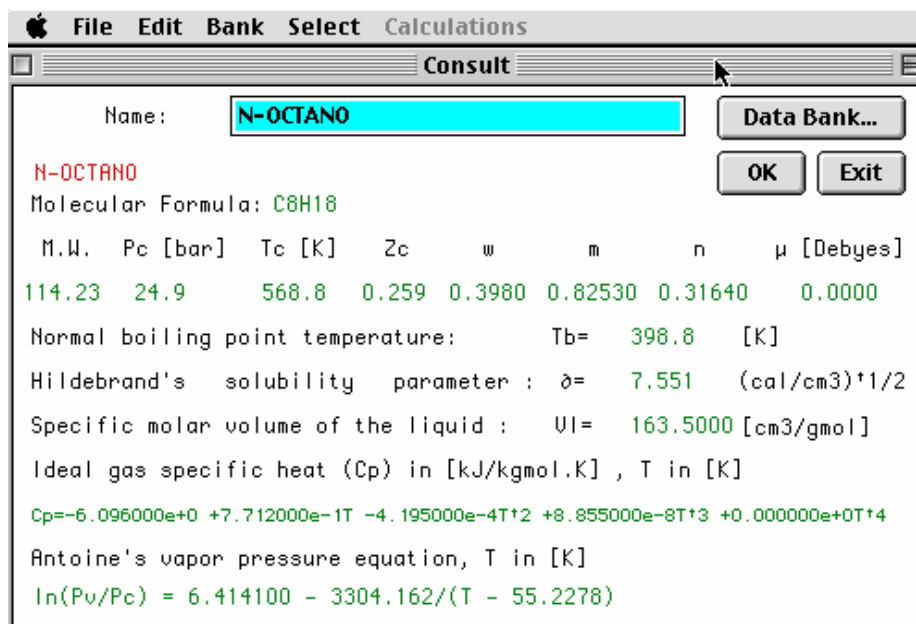 File Edit Bank Select Calculations
Consult
Name: N-OCTANO Data Bank...
N-OCTANO OK Exit
Molecular Formula: C8H18
M.W. Pc [bar] Tc [K] Zc w m n µ [Debyes]
114.23 24.9 568.8 0.259 0.3980 0.82530 0.31640 0.0000
Normal boiling point temperature: Tb= 398.8 [K]
Hildebrand's solubility parameter : ∂= 7.551 (cal/cm3)↑1/2
Specific molar volume of the liquid : Vl= 163.5000 [cm3/gmol]
Ideal gas specific heat (Cp) in [kJ/kgmol.K] , T in [K]
Cp=-6.096000e+0 +7.712000e-1T -4.195000e-4T↑2 +8.855000e-8T↑3 +0.000000e+0T↑4
Antoine's vapor pressure equation, T in [K]
ln(Pv/Pc) = 6.414100 - 3304.162/(T - 55.2278)